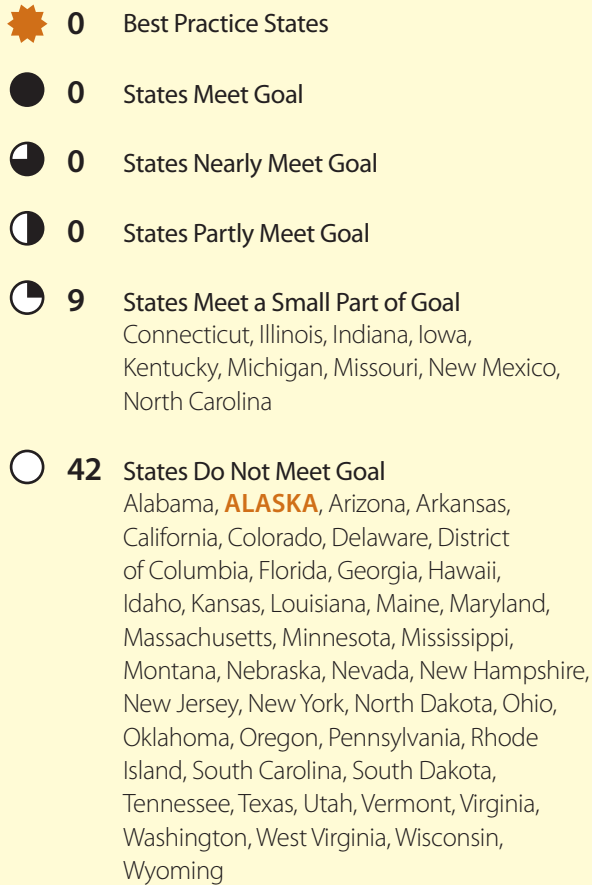 0 Best Practice States
0 States Meet Goal
0 States Nearly Meet Goal
0 States Partly Meet Goal
9 States Meet a Small Part of Goal
Connecticut, Illinois, Indiana, Iowa,
Kentucky, Michigan, Missouri, New Mexico,
North Carolina
42 States Do Not Meet Goal
Alabama, ALASKA, Arizona, Arkansas,
California, Colorado, Delaware, District
of Columbia, Florida, Georgia, Hawaii,
Idaho, Kansas, Louisiana, Maine, Maryland,
Massachusetts, Minnesota, Mississippi,
Montana, Nebraska, Nevada, New Hampshire,
New Jersey, New York, North Dakota, Ohio,
Oklahoma, Oregon, Pennsylvania, Rhode
Island, South Carolina, South Dakota,
Tennessee, Texas, Utah, Vermont, Virginia,
Washington, West Virginia, Wisconsin,
Wyoming